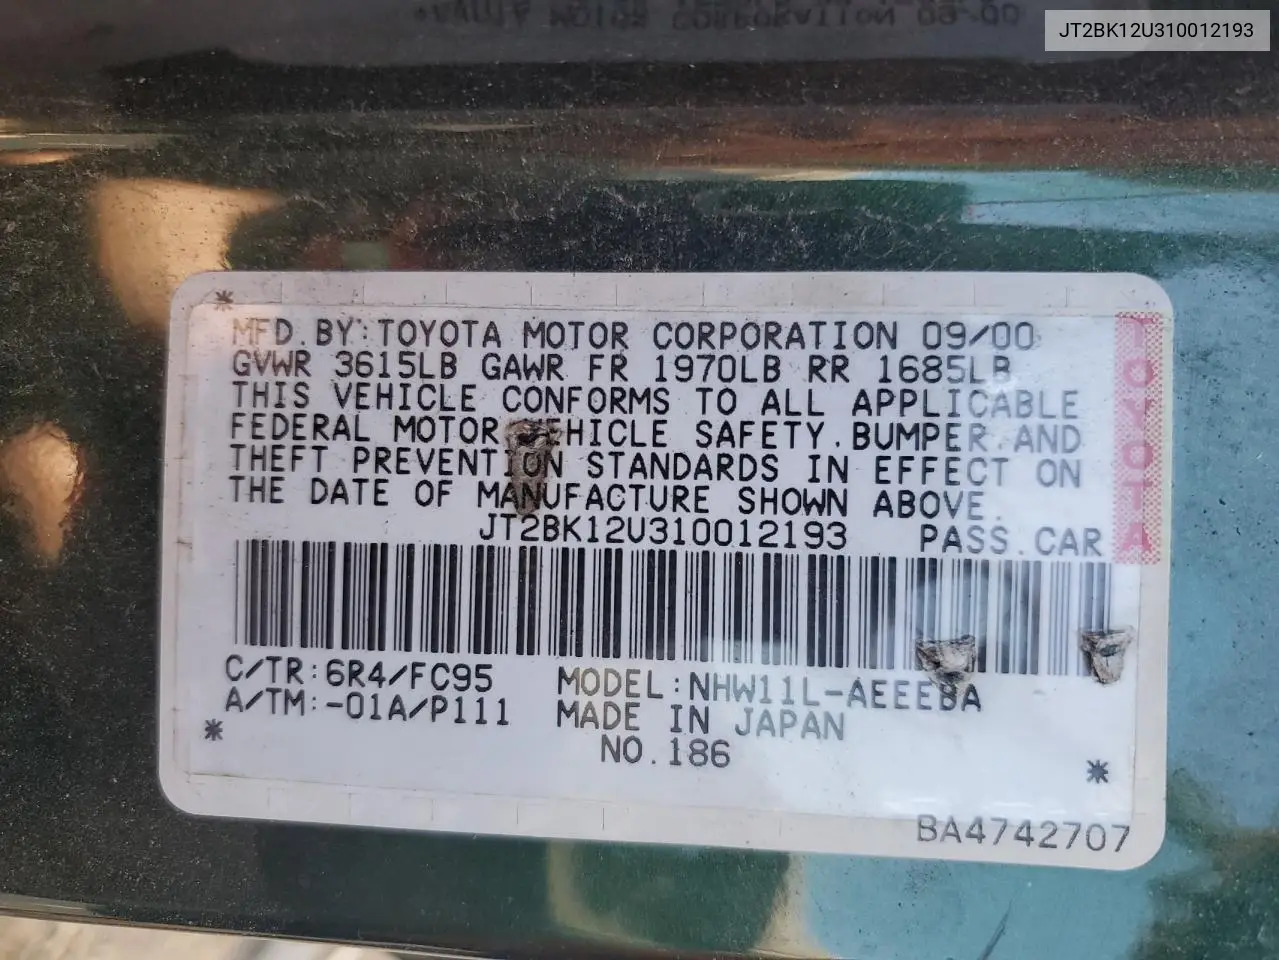 JT2BK12U310012193
MFD. BY: TOYOTA MOTOR CORPORATION 09/00
GVWR 3615LB GAWR FR 1970LB RR 1685LB
THIS VEHICLE CONFORMS TO ALL APPLICABLE
FEDERAL MOTOR VEHICLE SAFETY. BUMPER AND
THEFT PREVENTION STANDARDS IN EFFECT ON
THE DATE OF MANUFACTURE SHOWN ABOVE.
JT2BK12U310012193 PASS. CAR
TOYOTA
C/TR: 6R4/FC95 MODEL: NHW11L-AEEEBA
A/TM: -01A/P111 MADE IN JAPAN
NO. 186
BA4742707